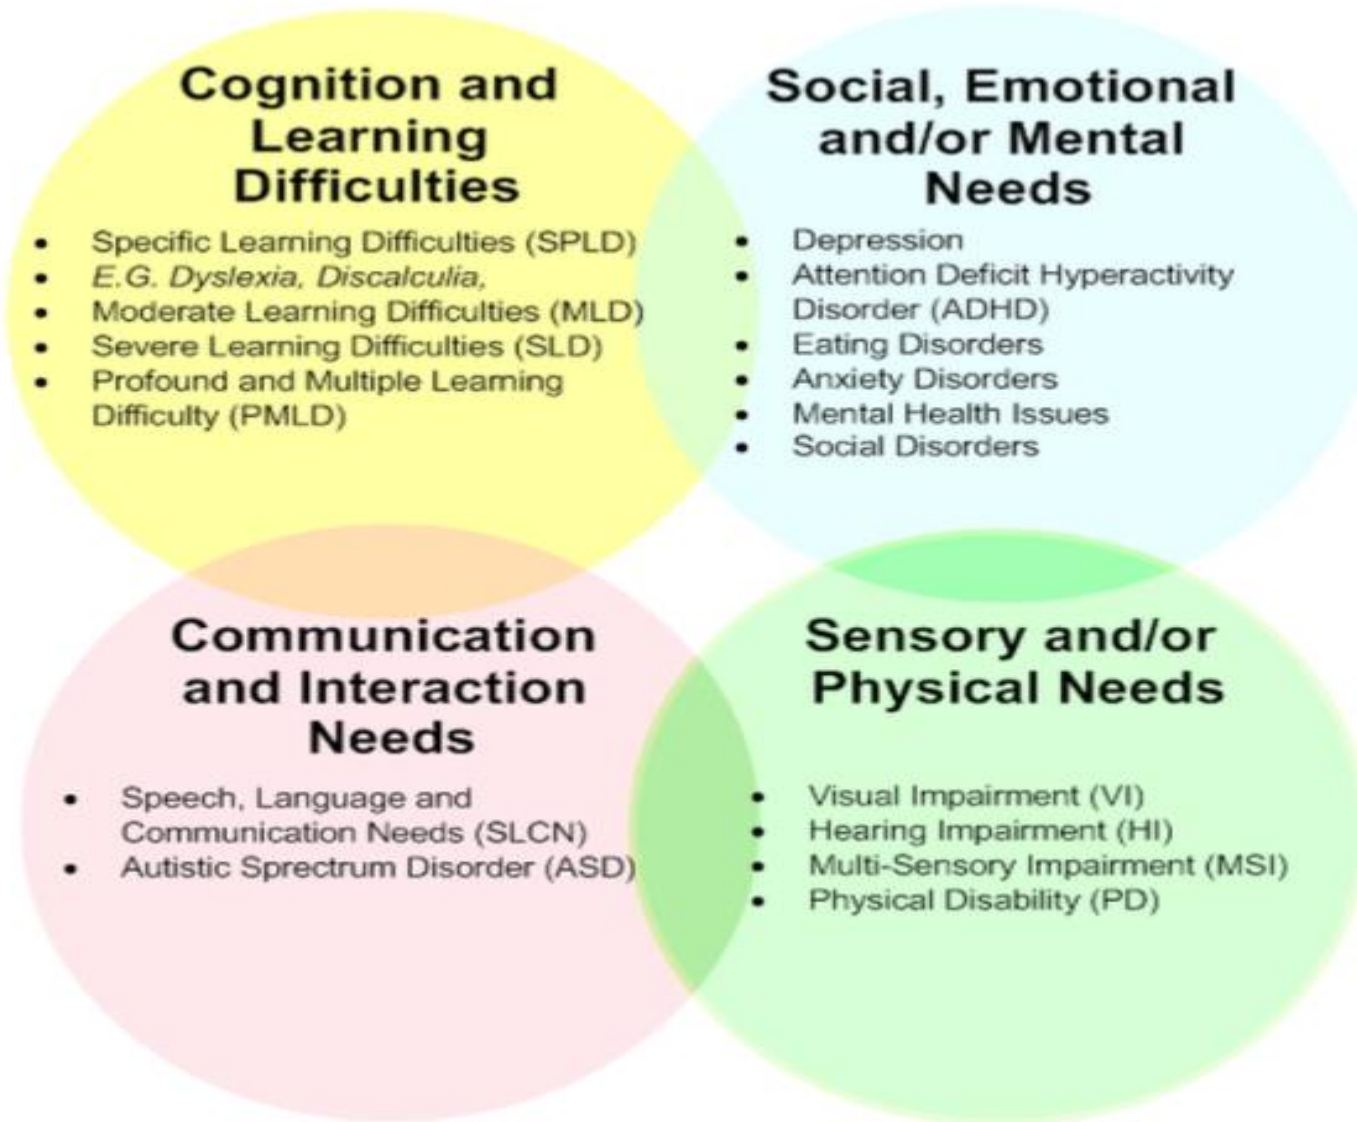 Cognition and
Learning
Difficulties
• Specific Learning Difficulties (SPLD)
• E.G. Dyslexia, Discalculia,
• Moderate Learning Difficulties (MLD)
• Severe Learning Difficulties (SLD)
• Profound and Multiple Learning
Difficulty (PMLD)
Social, Emotional
and/or Mental
Needs
• Depression
• Attention Deficit Hyperactivity
Disorder (ADHD)
• Eating Disorders
• Anxiety Disorders
• Mental Health Issues
• Social Disorders
Communication
and Interaction
Needs
• Speech, Language and
Communication Needs (SLCN)
• Autistic Sprectrum Disorder (ASD)
Sensory and/or
Physical Needs
• Visual Impairment (VI)
• Hearing Impairment (HI)
• Multi-Sensory Impairment (MSI)
• Physical Disability (PD)